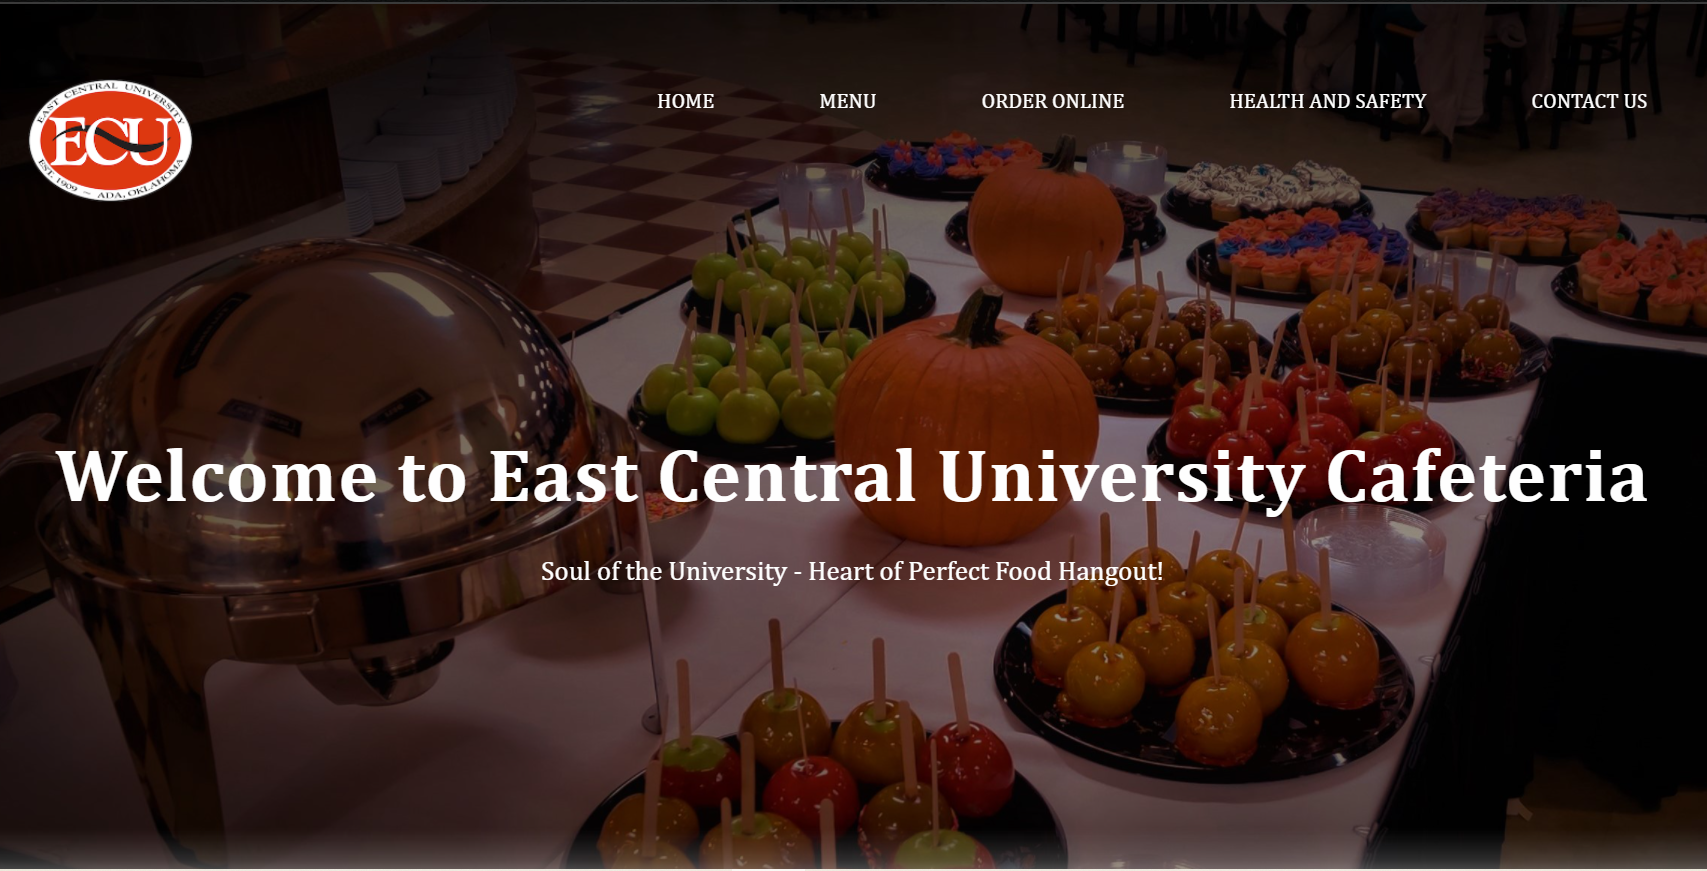 EAST CENTRAL UNIVERSITY
ECU
EST. 1909 ~ ADA, OKLAHOMA
HOME
MENU
ORDER ONLINE
HEALTH AND SAFETY
CONTACT US
Welcome to East Central University Cafeteria
Soul of the University - Heart of Perfect Food Hangout!